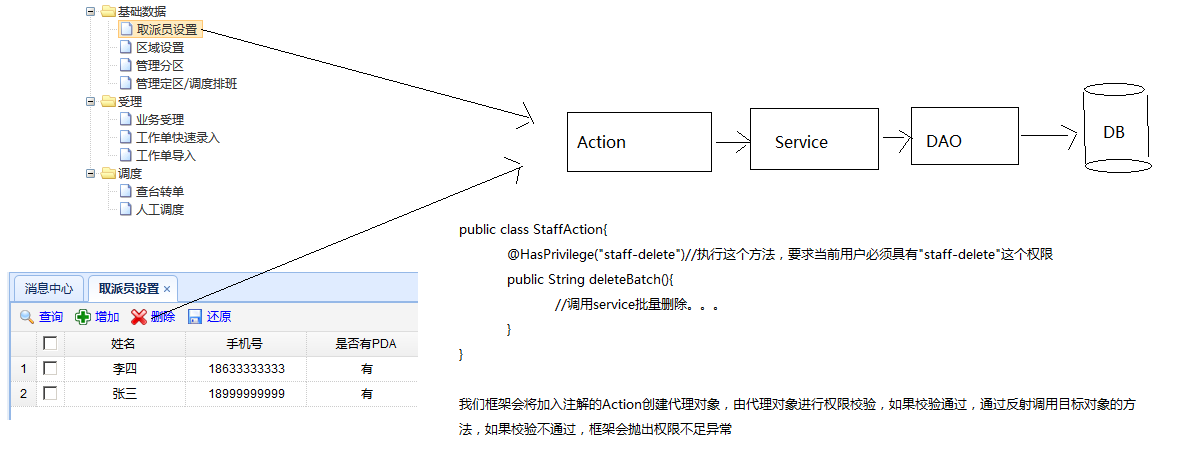 基础数据
取派员设置
区域设置
管理分区
管理定区/调度排班
受理
业务受理
工作单快速录入
工作单导入
调度
查台转单
人工调度
Action
Service
DAO
DB
消息中心 取派员设置
查询 增加 删除 还原
姓名 手机号 是否有PDA
1 李四 18633333333 有
2 张三 18999999999 有
public class StaffAction{
@HasPrivilege("staff-delete")//执行这个方法，要求当前用户必须具有"staff-delete"这个权限
public String deleteBatch(){
//调用service批量删除。。。
}
}
我们框架会将加入注解的Action创建代理对象，由代理对象进行权限校验，如果校验通过，通过反射调用目标对象的方
法，如果校验不通过，框架会抛出权限不足异常